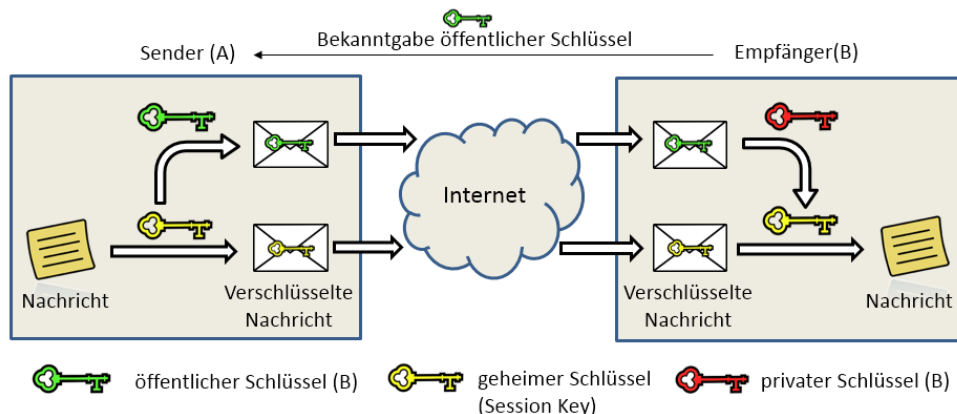 Bekanntgabe öffentlicher Schlüssel
Sender (A)
Empfänger(B)
Internet
Nachricht
Verschlüsselte
Nachricht
Verschlüsselte
Nachricht
Nachricht
öffentlicher Schlüssel (B)
geheimer Schlüssel
(Session Key)
privater Schlüssel (B)